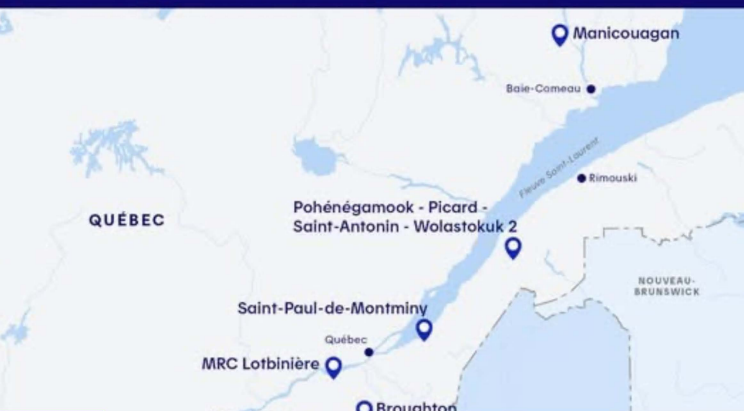 Manicouagan
Baie-Comeau
Fleuve Saint-Laurent
Rimouski
Pohénégamook - Picard -
Saint-Antonin - Wolastokuk 2
QUÉBEC
NOUVEAU-
BRUNSWICK
Saint-Paul-de-Montminy
Québec
MRC Lotbinière
Broughton